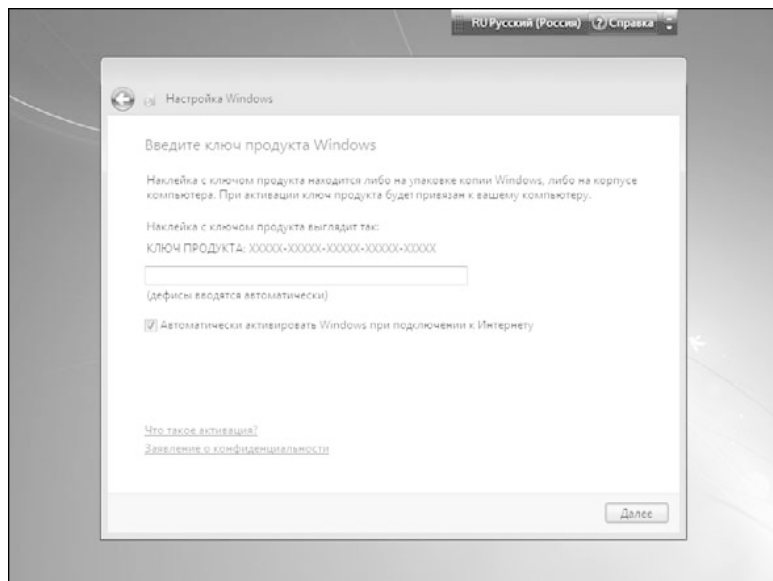 RU Русский (Россия) Справка
Настройка Windows
Введите ключ продукта Windows
Наклейка с ключом продукта находится либо на упаковке копии Windows, либо на корпусе
компьютера. При активации ключ продукта будет привязан к вашему компьютеру.
Наклейка с ключом продукта выглядит так:
КЛЮЧ ПРОДУКТА: XXXXX-XXXXX-XXXXX-XXXXX-XXXXX
(дефисы вводятся автоматически)
Автоматически активировать Windows при подключении к Интернету
Что такое активация?
Заявление о конфиденциальности
Далее